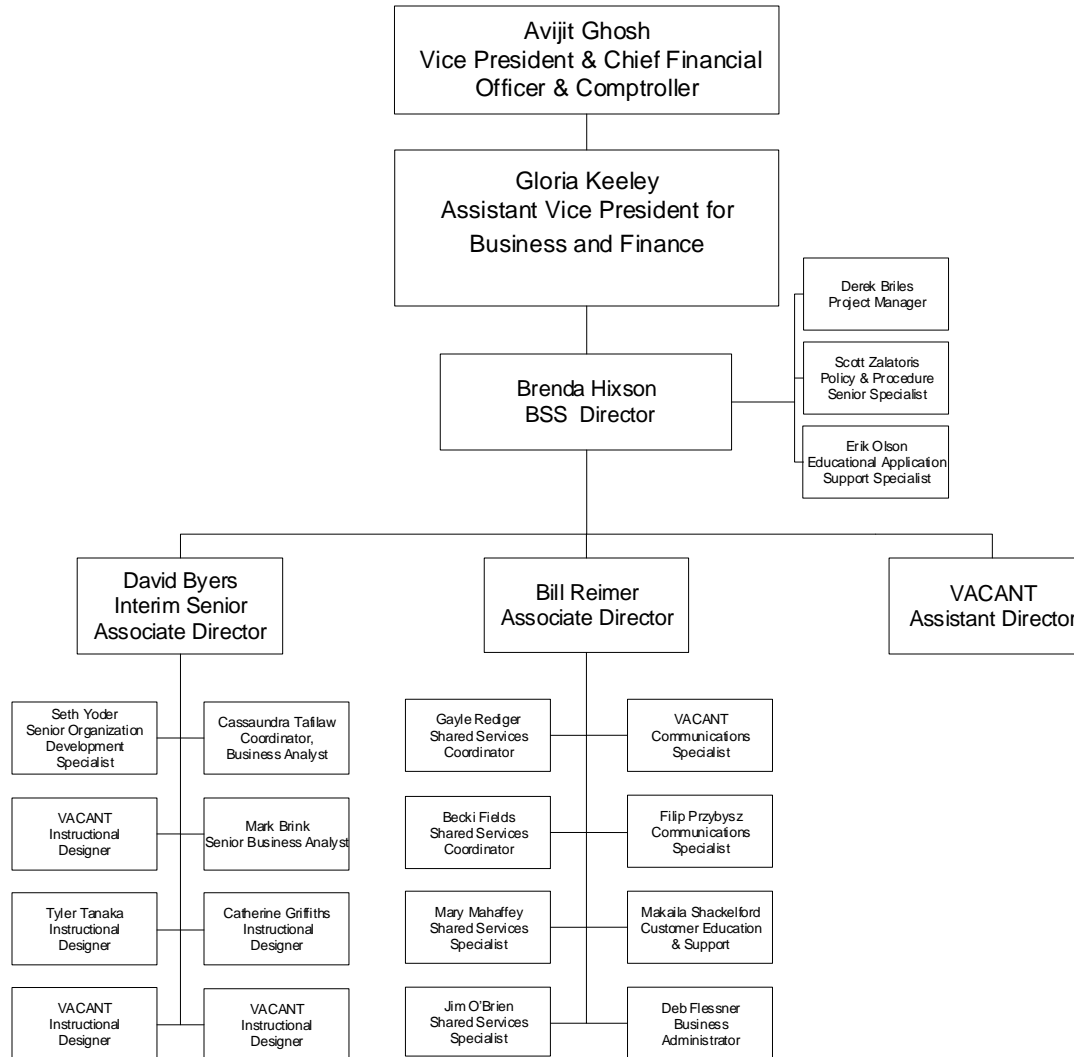 Avijit Ghosh
Vice President & Chief Financial
Officer & Comptroller
Gloria Keeley
Assistant Vice President for
Business and Finance
Derek Briles
Project Manager
Scott Zalatoris
Policy & Procedure
Senior Specialist
Erik Olson
Educational Application
Support Specialist
Brenda Hixson
BSS Director
David Byers
Interim Senior
Associate Director
Bill Reimer
Associate Director
VACANT
Assistant Director
Seth Yoder
Senior Organization
Development
Specialist
Cassaundra Tafilaw
Coordinator,
Business Analyst
VACANT
Instructional
Designer
Mark Brink
Senior Business Analyst
Tyler Tanaka
Instructional
Designer
Catherine Griffiths
Instructional
Designer
VACANT
Instructional
Designer
VACANT
Instructional
Designer
Gayle Rediger
Shared Services
Coordinator
VACANT
Communications
Specialist
Becki Fields
Shared Services
Coordinator
Filip Przybysz
Communications
Specialist
Mary Mahaffey
Shared Services
Specialist
Makaila Shackelford
Customer Education
& Support
Jim O'Brien
Shared Services
Specialist
Deb Flessner
Business
Administrator